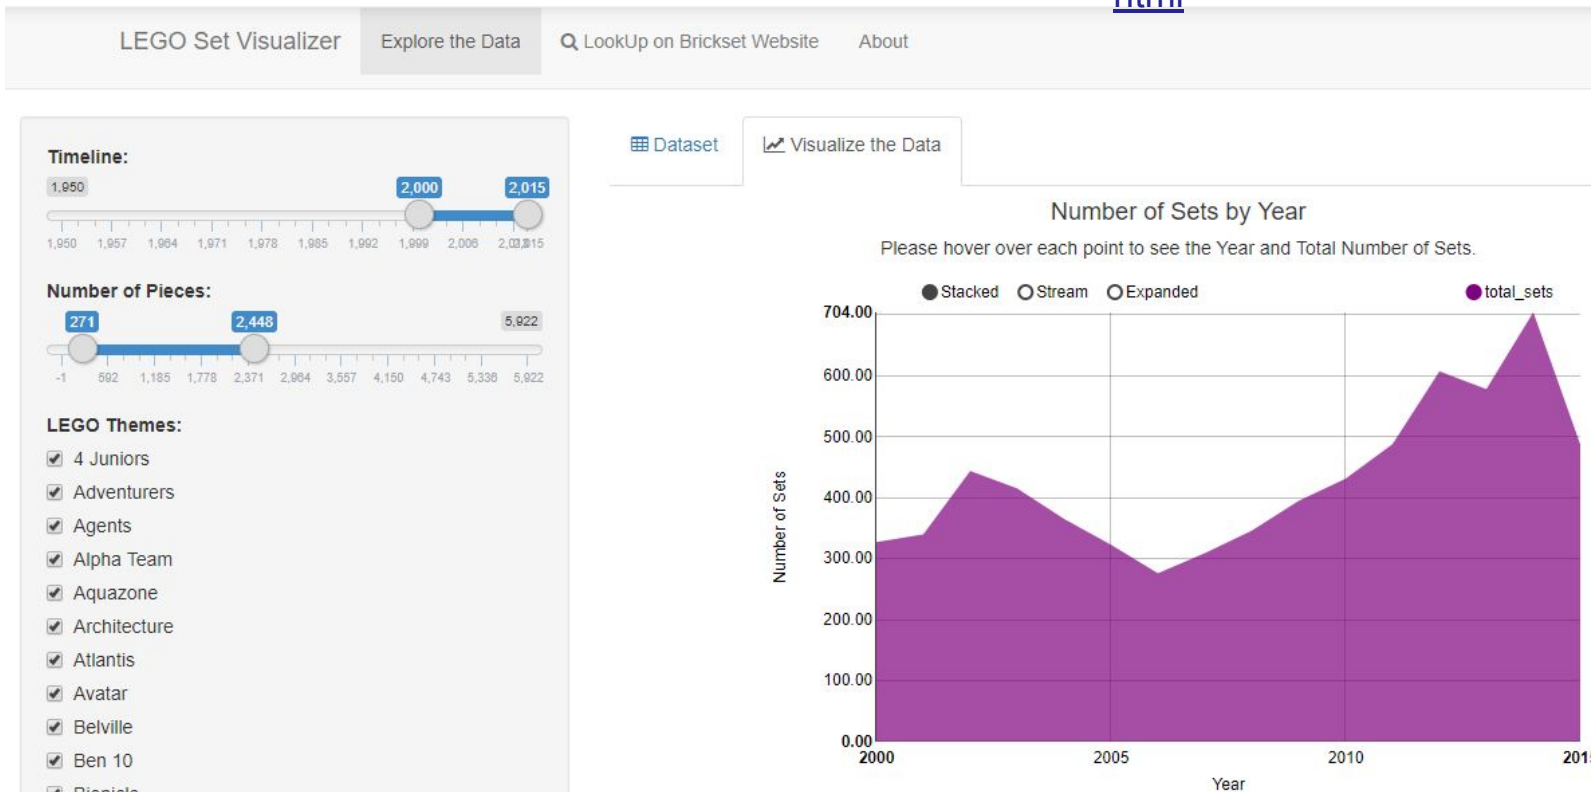 html
LEGO Set Visualizer Explore the Data LookUp on Brickset Website About
Timeline:
1,950 2,000 2,015
1,950 1,957 1,964 1,971 1,978 1,985 1,992 1,999 2,006 2,015
Number of Pieces:
271 2,448 5,922
-1 592 1,185 1,778 2,371 2,964 3,557 4,150 4,743 5,336 5,922
LEGO Themes:
4 Juniors
Adventurers
Agents
Alpha Team
Aquazone
Architecture
Atlantis
Avatar
Belville
Ben 10
Dataset Visualize the Data
Number of Sets by Year
Please hover over each point to see the Year and Total Number of Sets.
Stacked Stream Expanded total_sets
704.00
600.00
500.00
400.00
300.00
200.00
100.00
0.00
Number of Sets
2000 2005 2010 201
Year